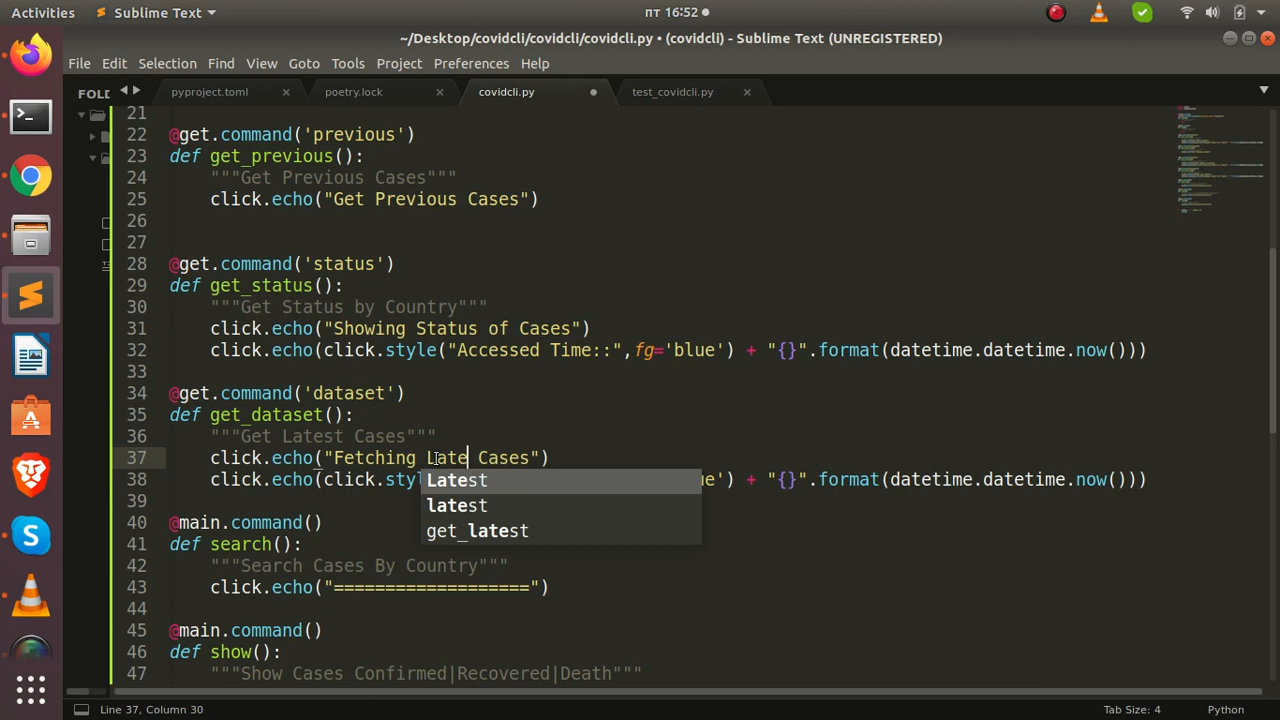 Activities
Sublime Text
пт 16:52
~/Desktop/covidcli/covidcli/covidcli.py • (covidcli) - Sublime Text (UNREGISTERED)
File Edit Selection Find View Goto Tools Project Preferences Help
FOLD
pyproject.toml
poetry.lock
covidcli.py
test_covidcli.py
21
22 @get.command('previous')
23 def get_previous():
24 """Get Previous Cases"""
25 click.echo("Get Previous Cases")
26
27
28 @get.command('status')
29 def get_status():
30 """Get Status by Country"""
31 click.echo("Showing Status of Cases")
32 click.echo(click.style("Accessed Time::",fg='blue') + "{}".format(datetime.datetime.now()))
33
34 @get.command('dataset')
35 def get_dataset():
36 """Get Latest Cases"""
37 click.echo("Fetching Late Cases")
38 click.echo(click.sty ue') + "{}".format(datetime.datetime.now()))
Latest
latest
get_latest
39
40 @main.command()
41 def search():
42 """Search Cases By Country"""
43 click.echo("===================")
44
45 @main.command()
46 def show():
47 """Show Cases Confirmed|Recovered|Death"""
Line 37, Column 30
Tab Size: 4
Python